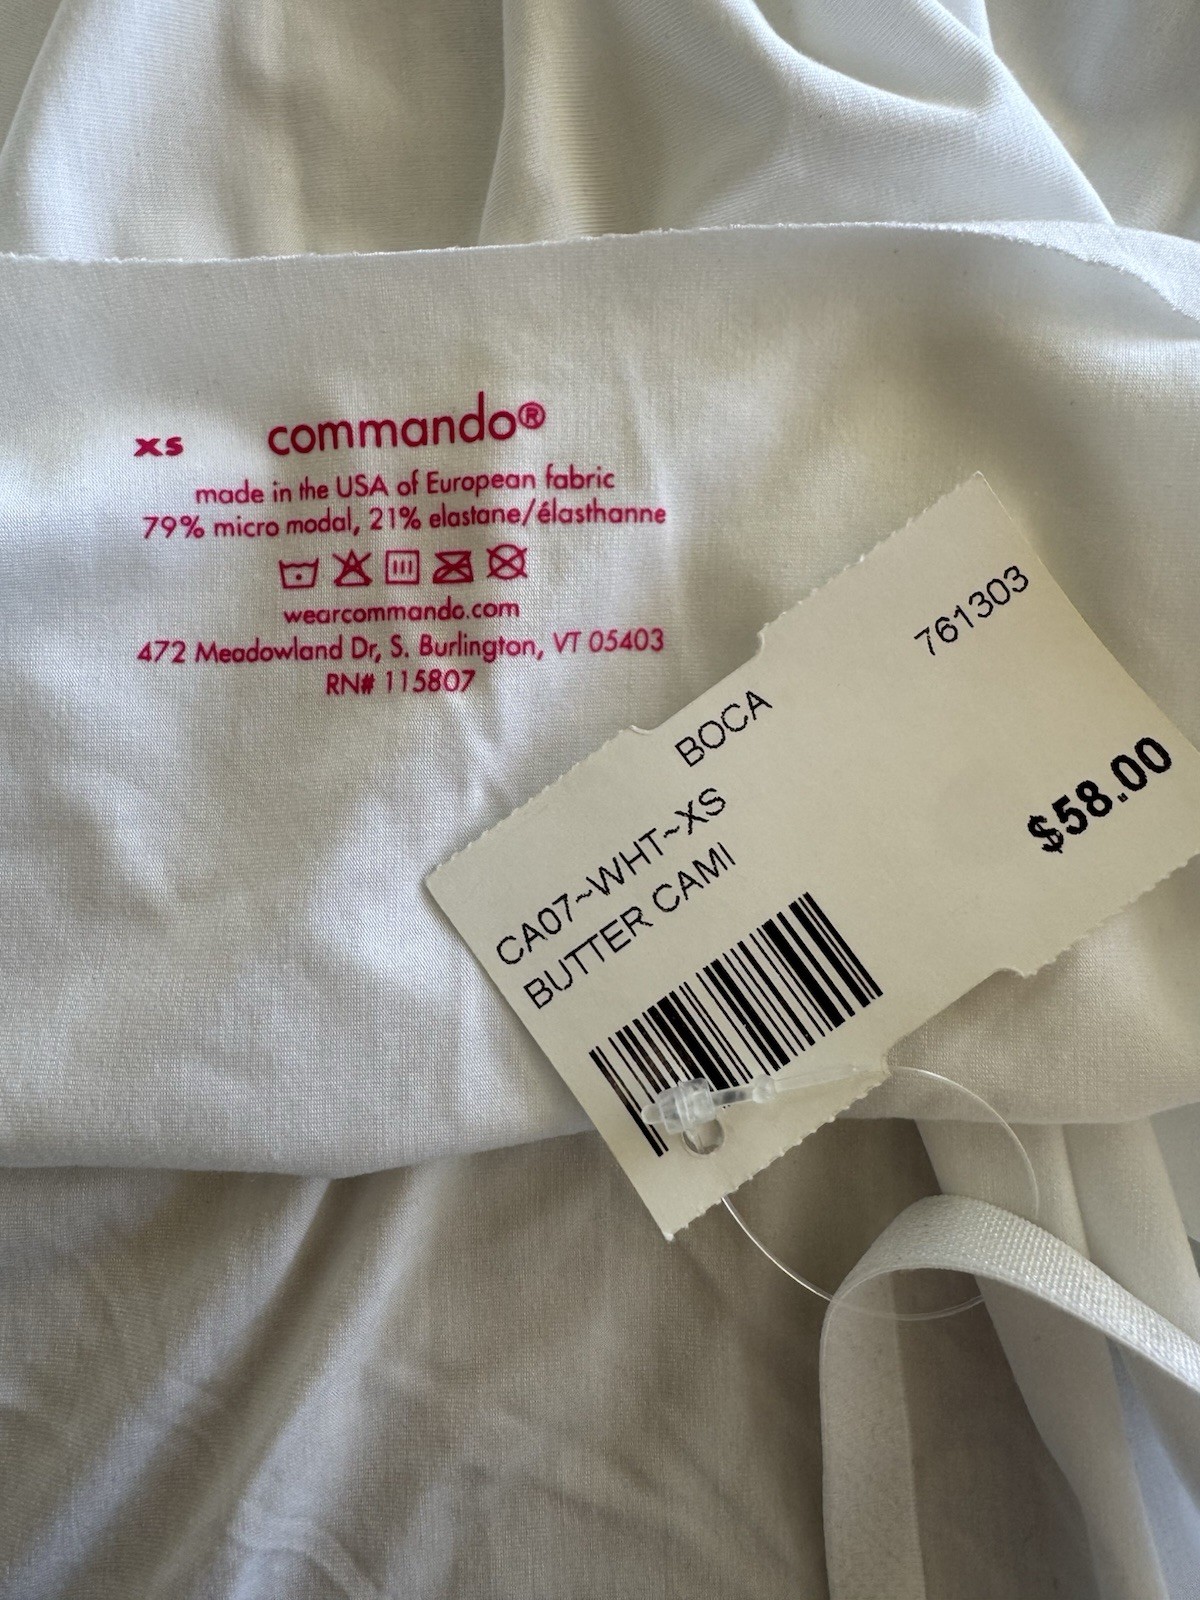 xs commando®
made in the USA of European fabric
79% micro modal, 21% elastane/élasthanne
wearcommando.com
472 Meadowland Dr, S. Burlington, VT 05403
RN# 115807
BOCA 761303
CA07~WHT~XS
BUTTER CAMI
$58.00